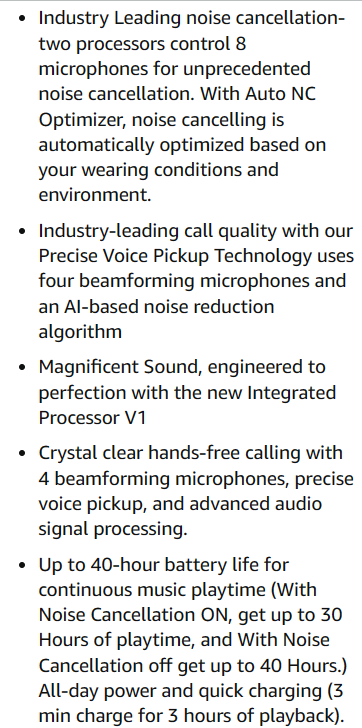 • Industry Leading noise cancellation-
two processors control 8
microphones for unprecedented
noise cancellation. With Auto NC
Optimizer, noise cancelling is
automatically optimized based on
your wearing conditions and
environment.
• Industry-leading call quality with our
Precise Voice Pickup Technology uses
four beamforming microphones and
an AI-based noise reduction
algorithm
• Magnificent Sound, engineered to
perfection with the new Integrated
Processor V1
• Crystal clear hands-free calling with
4 beamforming microphones, precise
voice pickup, and advanced audio
signal processing.
• Up to 40-hour battery life for
continuous music playtime (With
Noise Cancellation ON, get up to 30
Hours of playtime, and With Noise
Cancellation off get up to 40 Hours.)
All-day power and quick charging (3
min charge for 3 hours of playback).